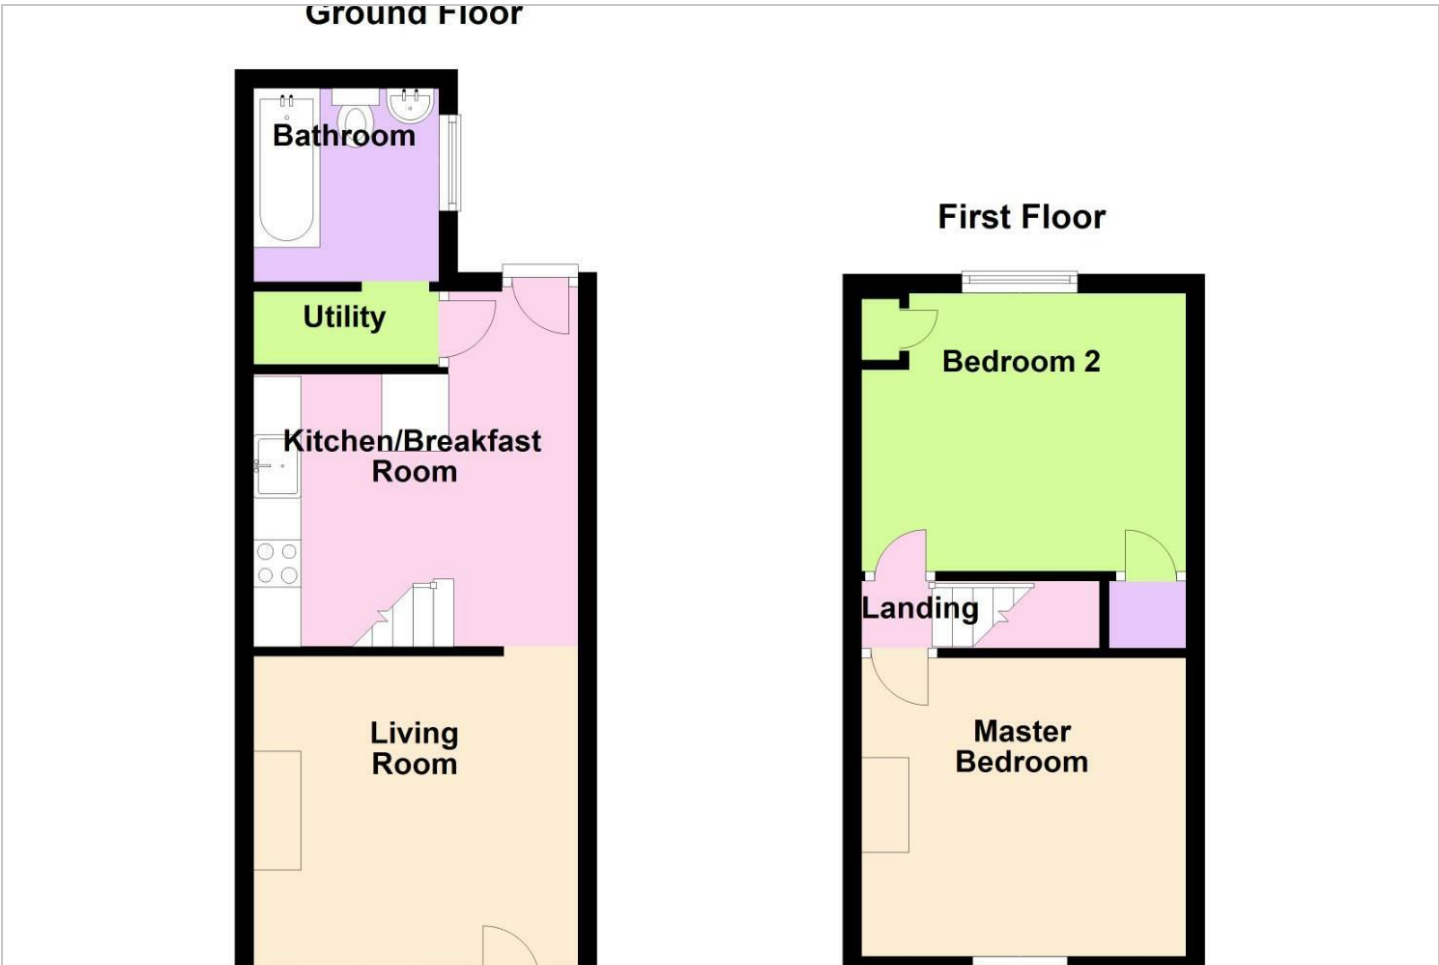 Ground Floor
Bathroom
Utility
Kitchen/Breakfast
Room
Living
Room
First Floor
Bedroom 2
Landing
Master
Bedroom